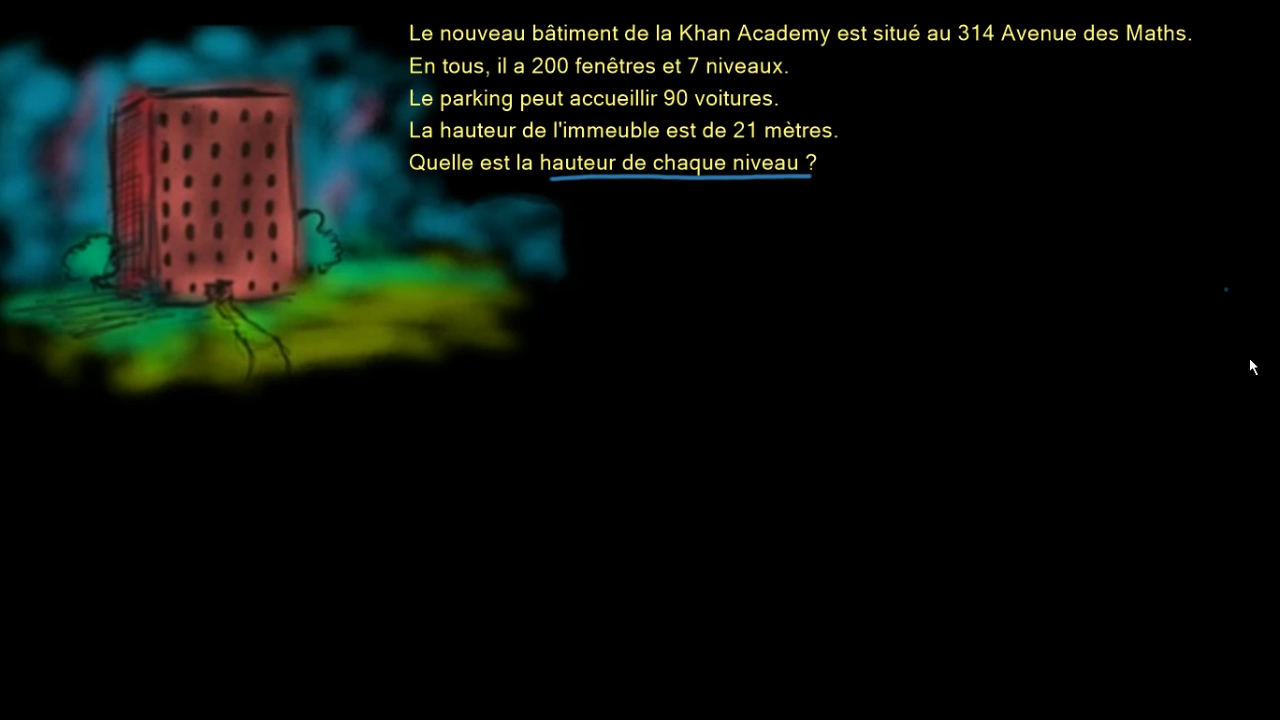 Le nouveau bâtiment de la Khan Academy est situé au 314 Avenue des Maths.
En tous, il a 200 fenêtres et 7 niveaux.
Le parking peut accueillir 90 voitures.
La hauteur de l'immeuble est de 21 mètres.
Quelle est la hauteur de chaque niveau ?